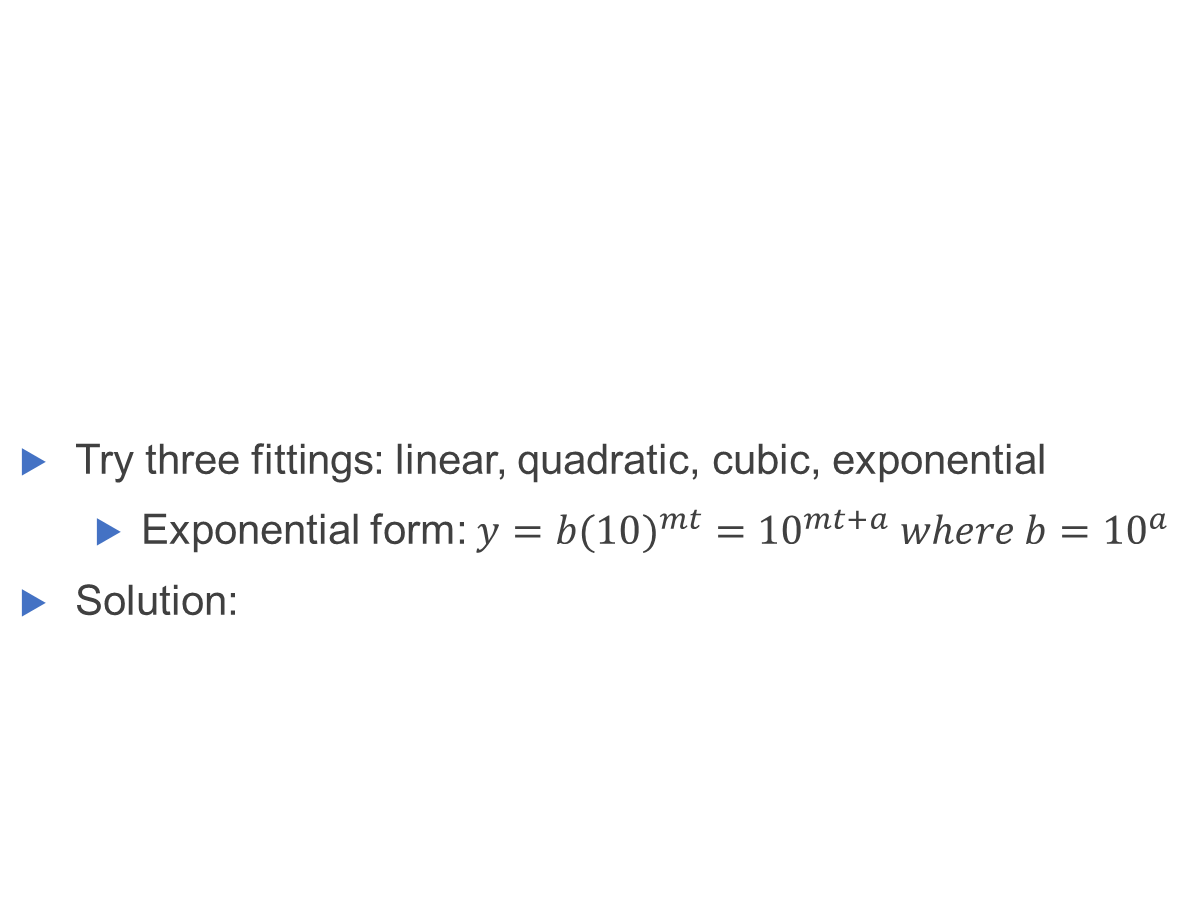 Try three fittings: linear, quadratic, cubic, exponential
Exponential form: y = b(10)^{mt} = 10^{mt+a} where b = 10^{a}
Solution: